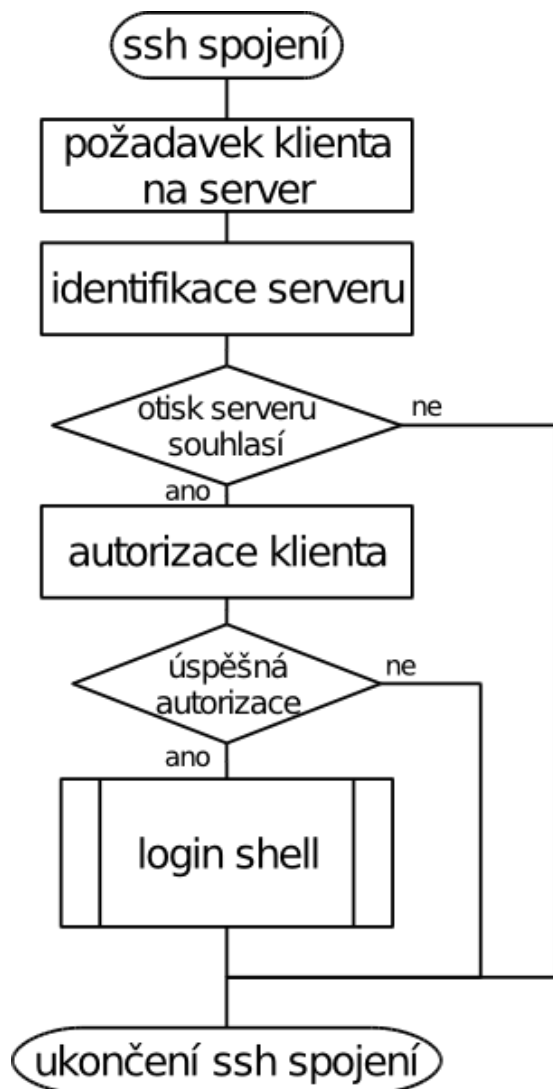 ssh spojení
požadavek klienta
na server
identifikace serveru
otisk serveru
souhlasí
ne
ano
autorizace klienta
úspěšná
autorizace
ne
ano
login shell
ukončení ssh spojení